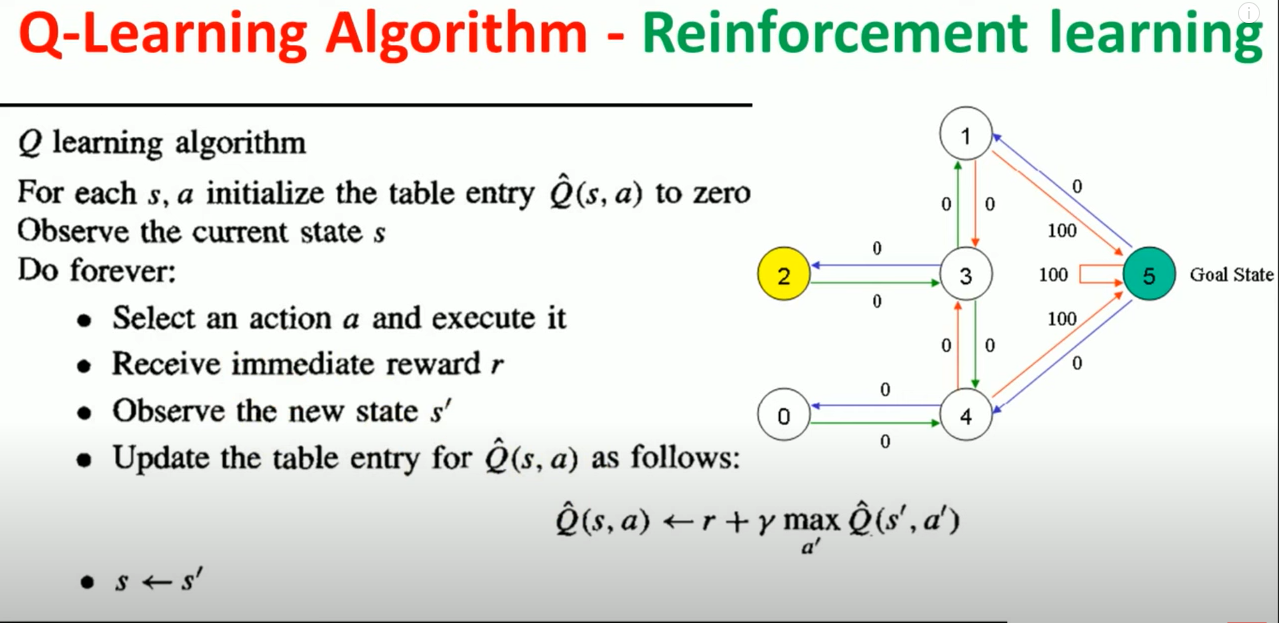 Q-Learning Algorithm - Reinforcement learning
Q learning algorithm
For each s, a initialize the table entry Q̂(s, a) to zero
Observe the current state s
Do forever:
• Select an action a and execute it
• Receive immediate reward r
• Observe the new state s′
• Update the table entry for Q̂(s, a) as follows:
Q̂(s, a) ← r + γ max Q̂(s′, a′)
a′
• s ← s′
1
0
0
0
100
0
2
3
100
5
Goal State
0
100
0
0
0
0
0
4
0